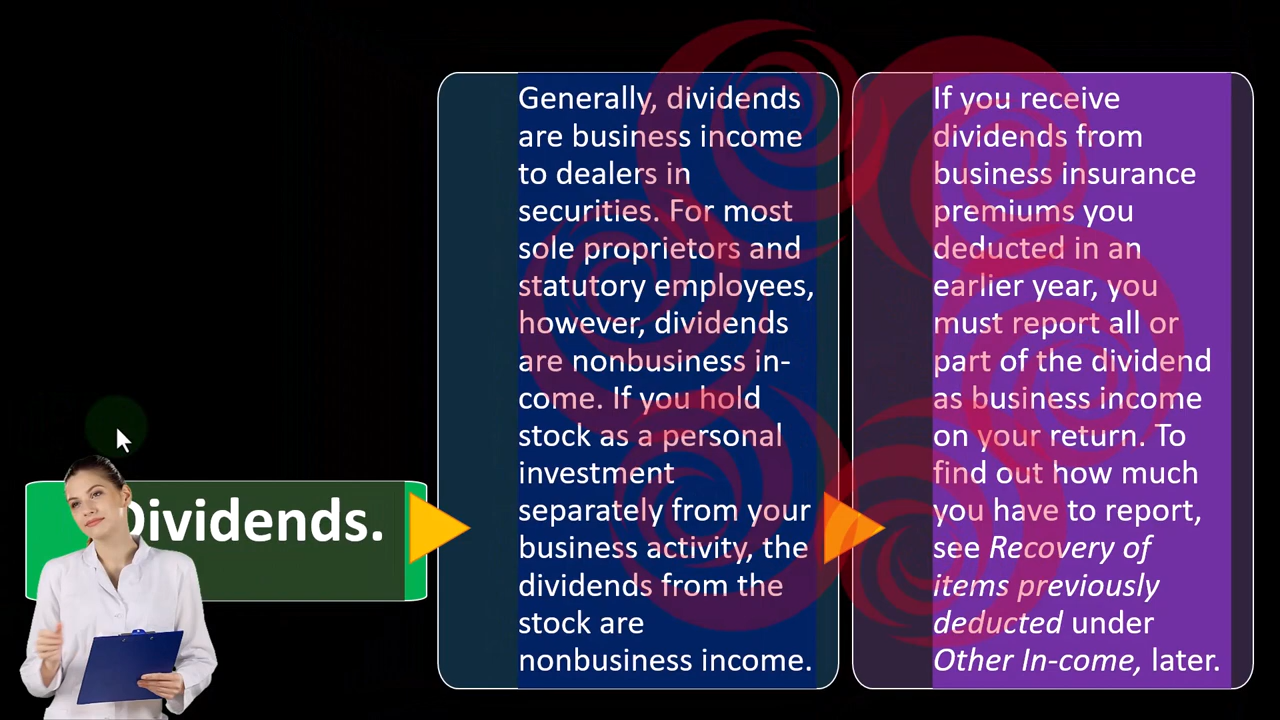 Dividends.
Generally, dividends
are business income
to dealers in
securities. For most
sole proprietors and
statutory employees,
however, dividends
are nonbusiness in-
come. If you hold
stock as a personal
investment
separately from your
business activity, the
dividends from the
stock are
nonbusiness income.
If you receive
dividends from
business insurance
premiums you
deducted in an
earlier year, you
must report all or
part of the dividend
as business income
on your return. To
find out how much
you have to report,
see Recovery of
items previously
deducted under
Other In-come, later.